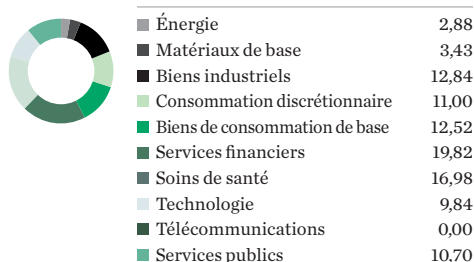 Énergie 2,88
Matériaux de base 3,43
Biens industriels 12,84
Consommation discrétionnaire 11,00
Biens de consommation de base 12,52
Services financiers 19,82
Soins de santé 16,98
Technologie 9,84
Télécommunications 0,00
Services publics 10,70